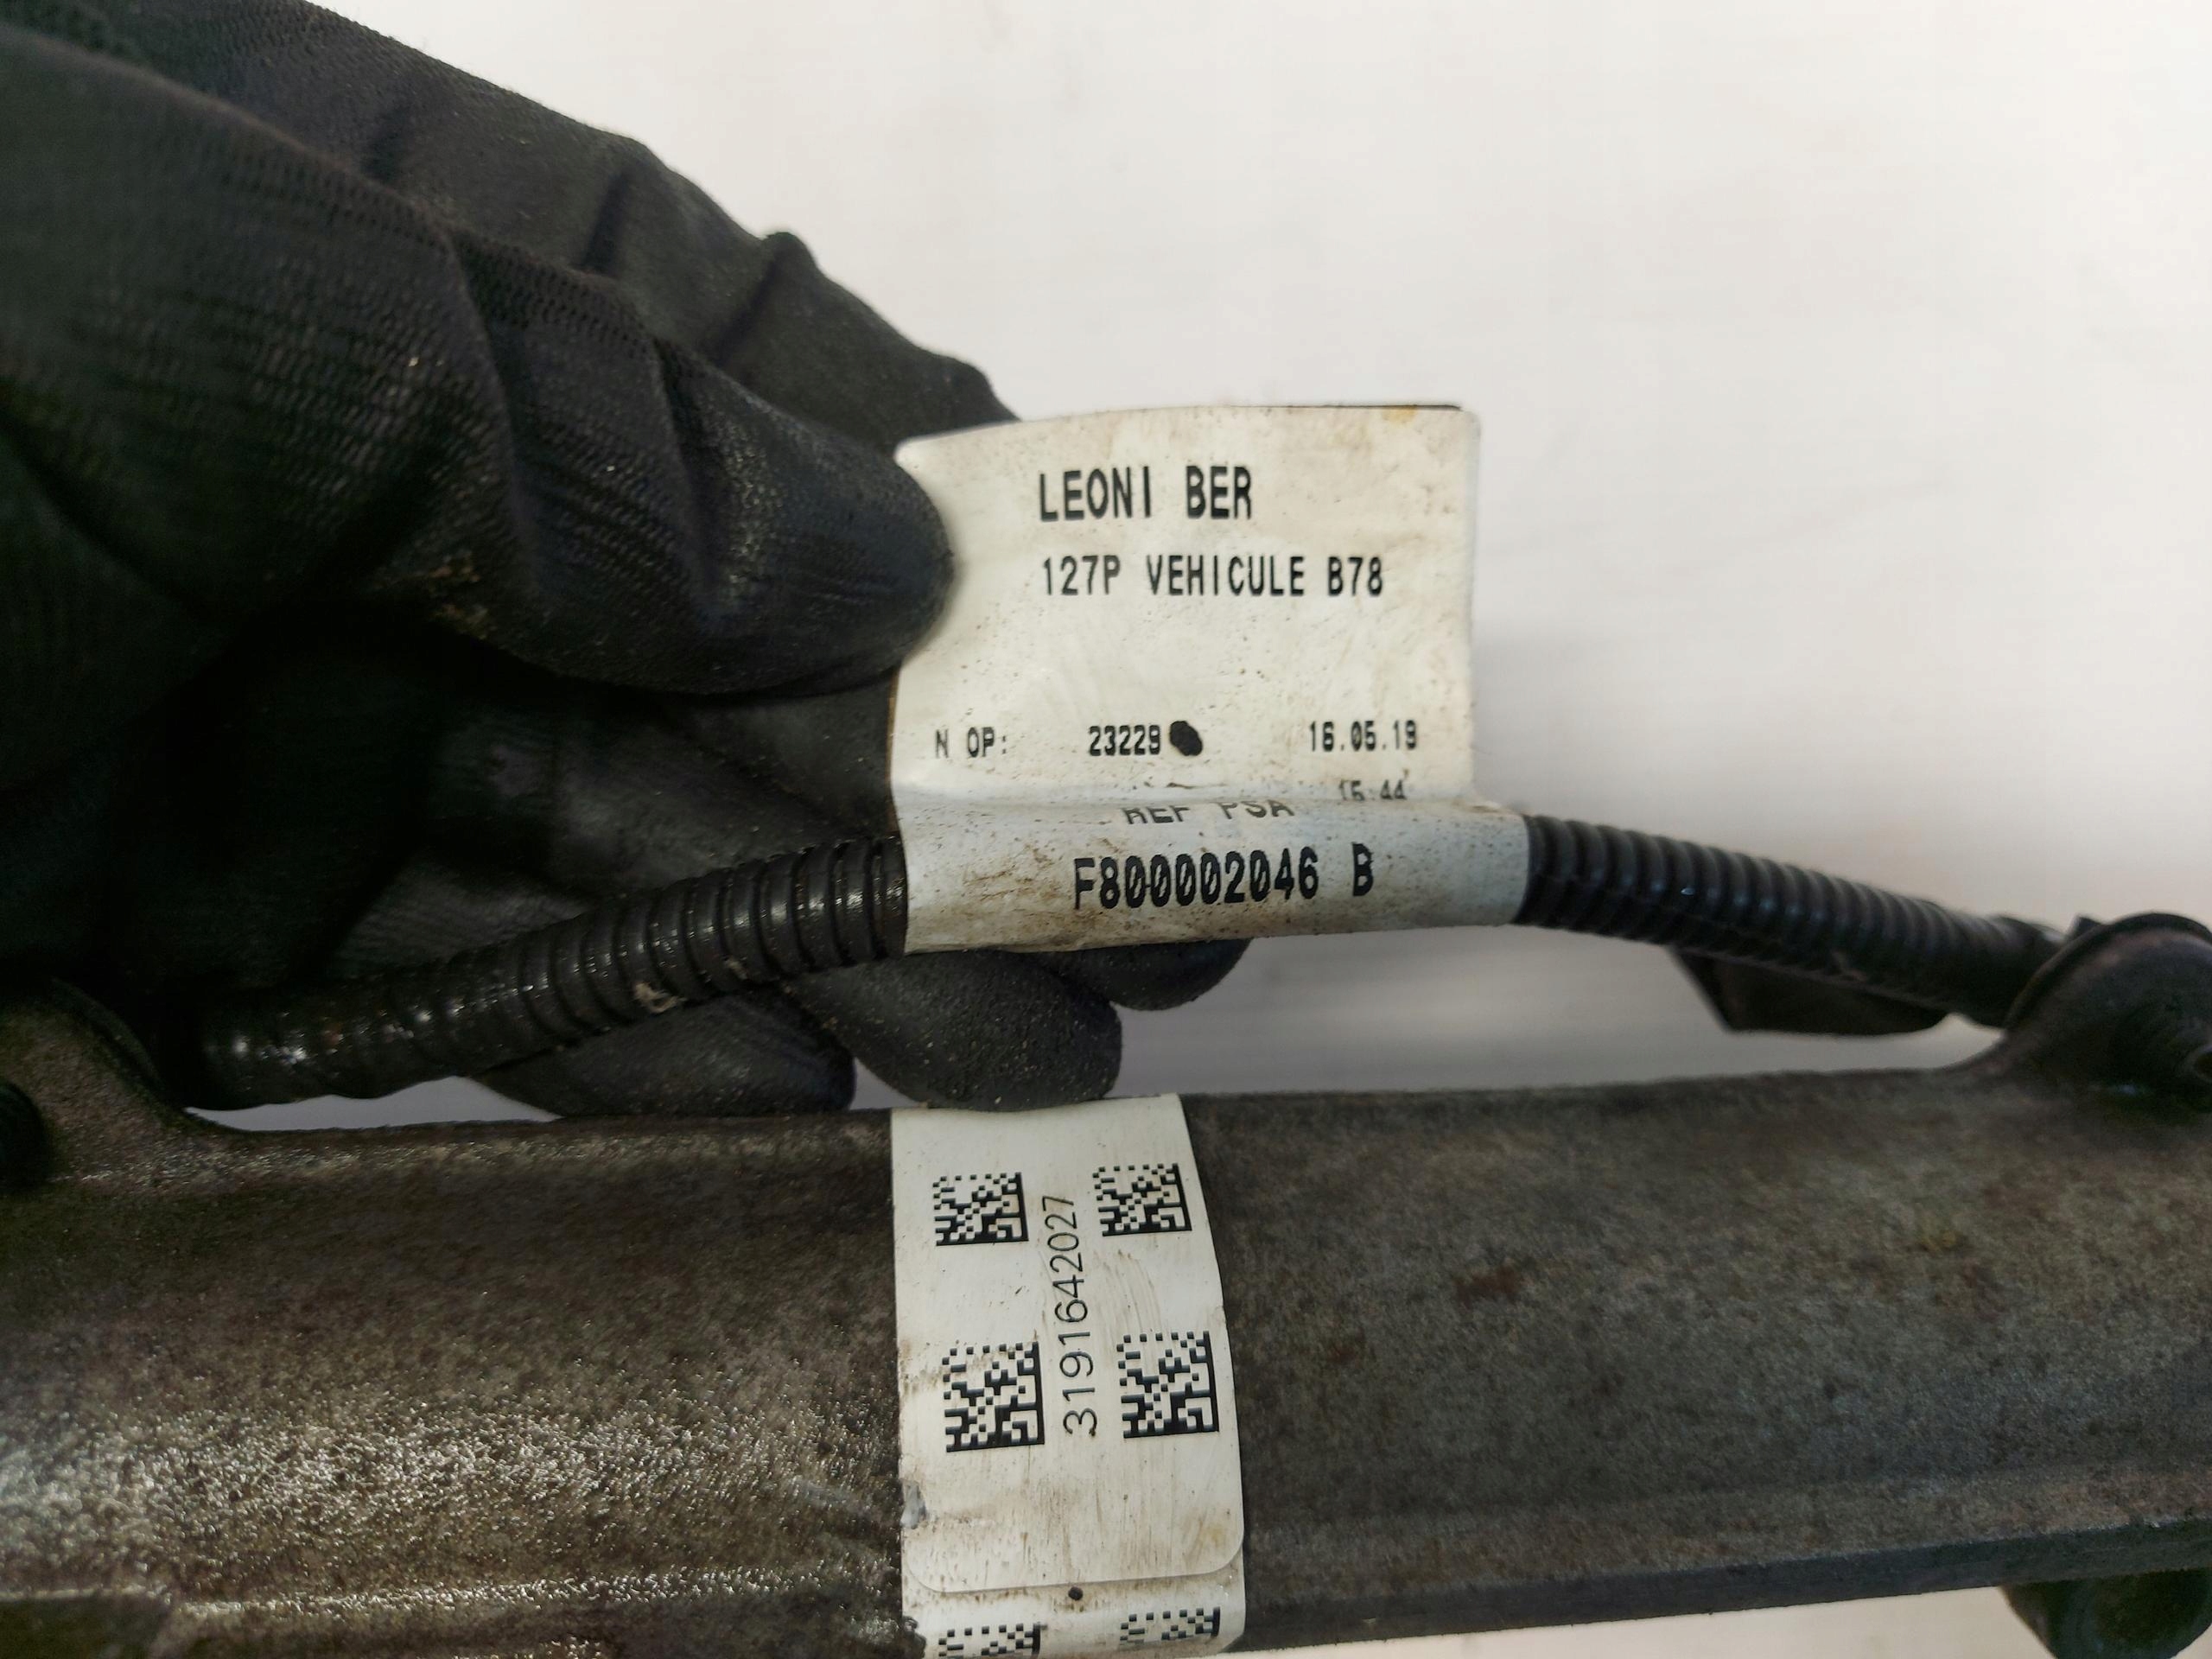 LEONI BER
127P VEHICULE B78
N OP: 23229 16.05.19
15:44
REF PSA
F800002046 B
3191642027